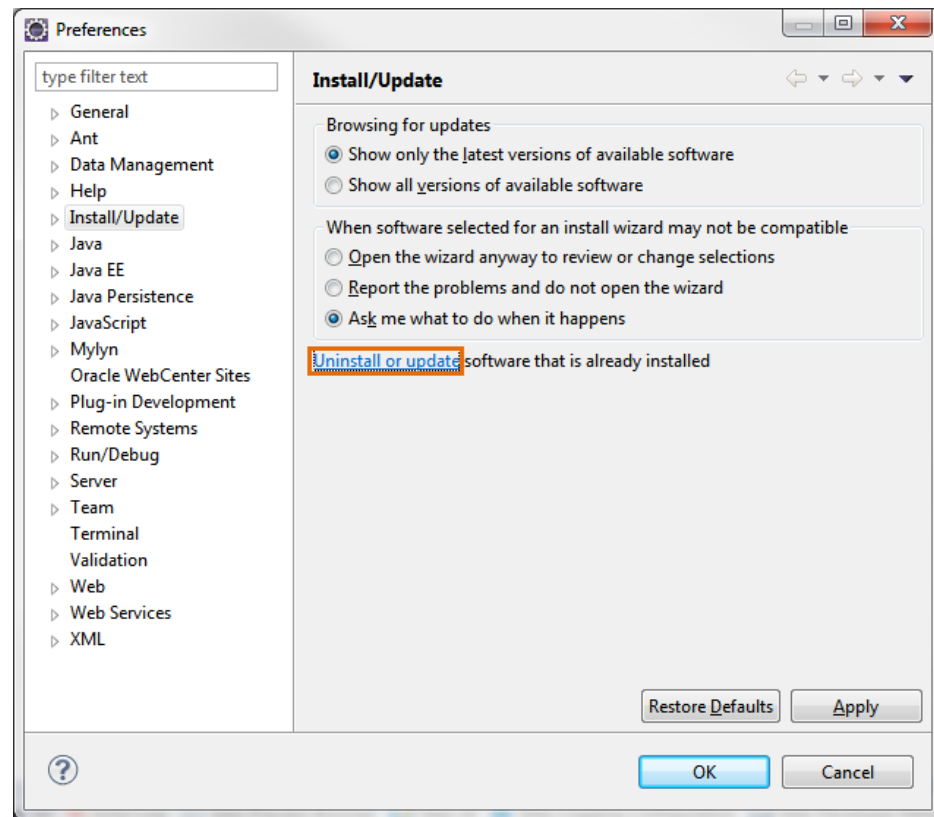 Preferences
type filter text
General
Ant
Data Management
Help
Install/Update
Java
Java EE
Java Persistence
JavaScript
Mylyn
Oracle WebCenter Sites
Plug-in Development
Remote Systems
Run/Debug
Server
Team
Terminal
Validation
Web
Web Services
XML
Install/Update
Browsing for updates
Show only the latest versions of available software
Show all versions of available software
When software selected for an install wizard may not be compatible
Open the wizard anyway to review or change selections
Report the problems and do not open the wizard
Ask me what to do when it happens
Uninstall or update software that is already installed
Restore Defaults Apply
OK Cancel